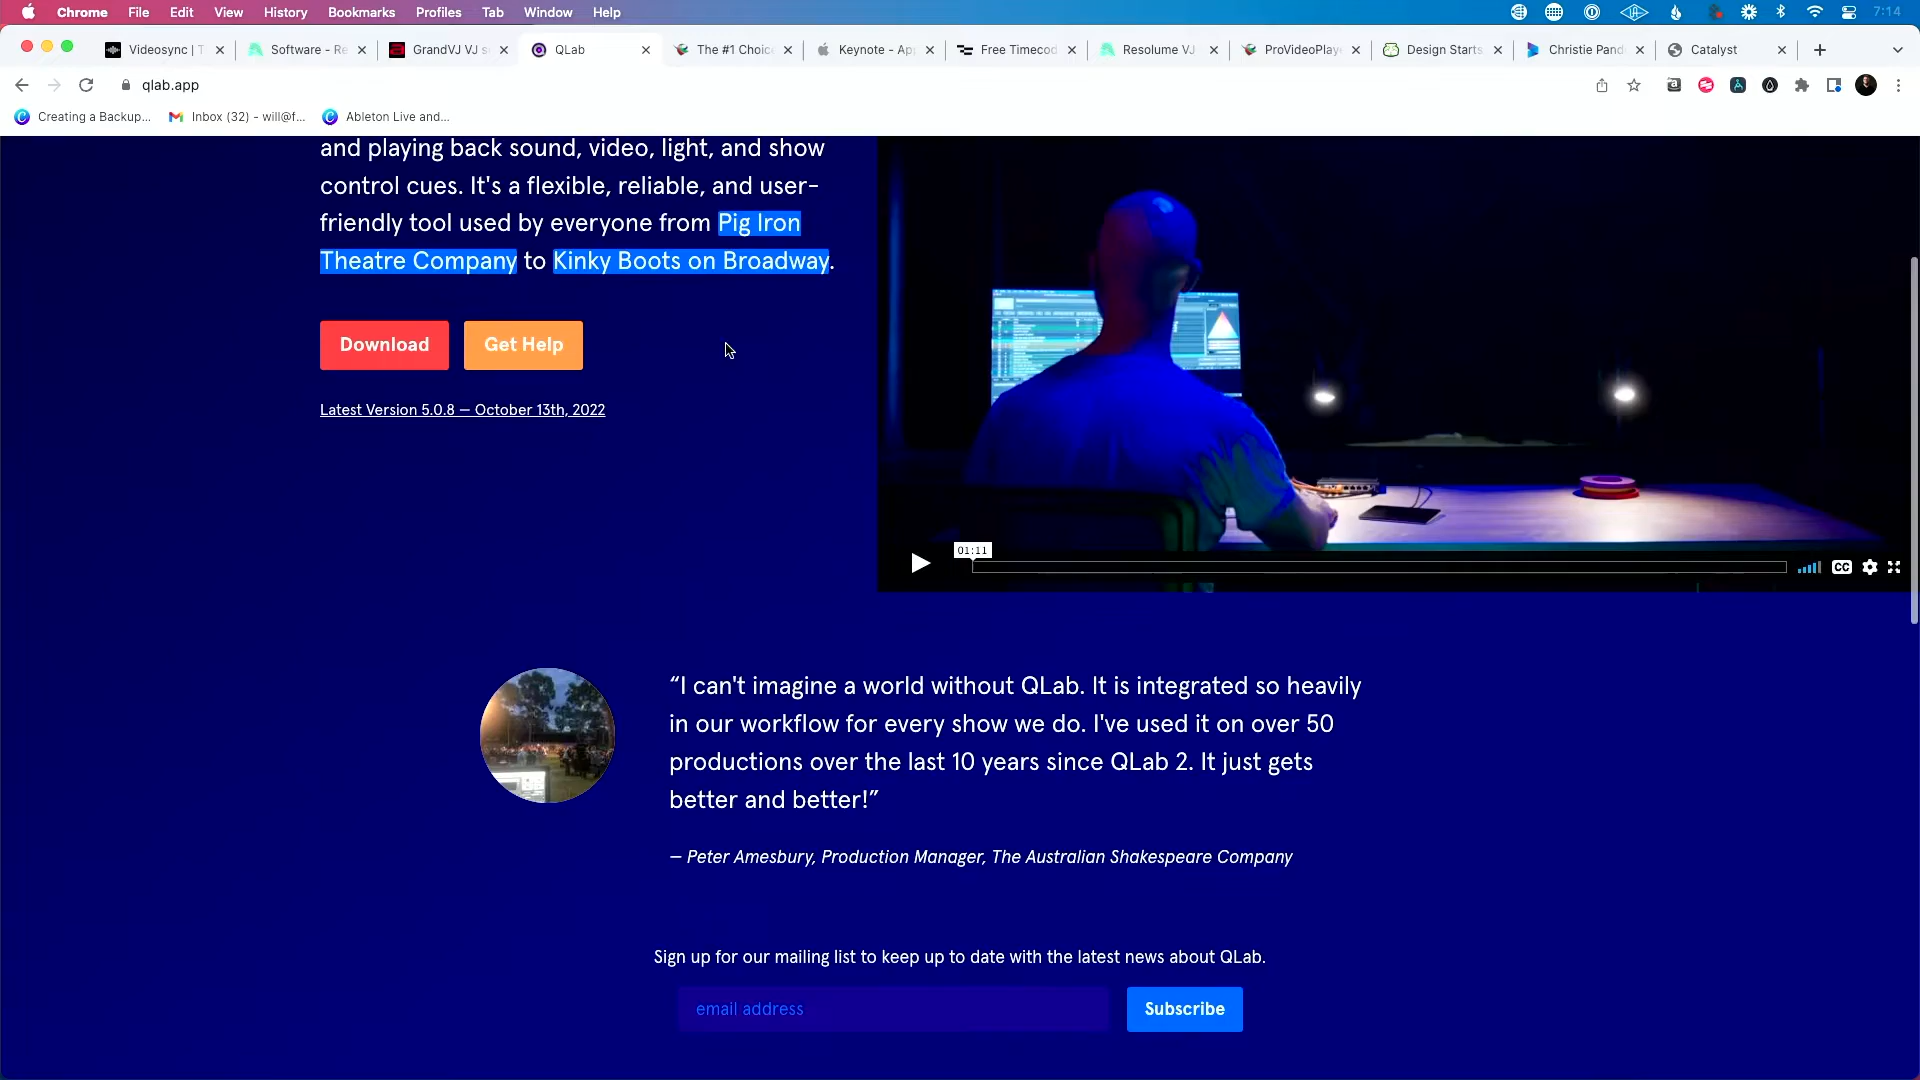 Chrome File Edit View History Bookmarks Profiles Tab Window Help 7:14
Videosync | T Software - Re GrandVJ VJ s QLab The #1 Choice Keynote - App Free Timecod Resolume VJ ProVideoPlaye Design Starts Christie Pand Catalyst
qlab.app
Creating a Backup... Inbox (32) - will@f... Ableton Live and...
and playing back sound, video, light, and show
control cues. It's a flexible, reliable, and user-
friendly tool used by everyone from Pig Iron
Theatre Company to Kinky Boots on Broadway.
Download Get Help
Latest Version 5.0.8 — October 13th, 2022
01:11
CC
“I can't imagine a world without QLab. It is integrated so heavily
in our workflow for every show we do. I've used it on over 50
productions over the last 10 years since QLab 2. It just gets
better and better!”
— Peter Amesbury, Production Manager, The Australian Shakespeare Company
Sign up for our mailing list to keep up to date with the latest news about QLab.
email address Subscribe